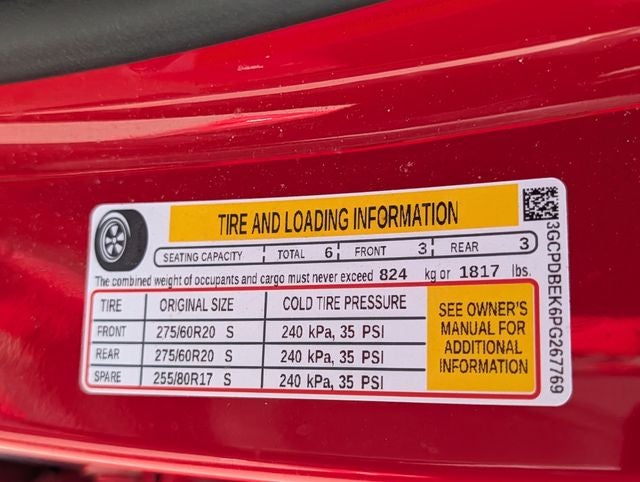 TIRE AND LOADING INFORMATION
SEATING CAPACITY TOTAL 6 FRONT 3 REAR 3
The combined weight of occupants and cargo must never exceed 824 kg or 1817 lbs.
TIRE ORIGINAL SIZE COLD TIRE PRESSURE
FRONT 275/60R20 S 240 kPa, 35 PSI
REAR 275/60R20 S 240 kPa, 35 PSI
SPARE 255/80R17 S 240 kPa, 35 PSI
SEE OWNER'S
MANUAL FOR
ADDITIONAL
INFORMATION
3GCPDBEK6PG267769